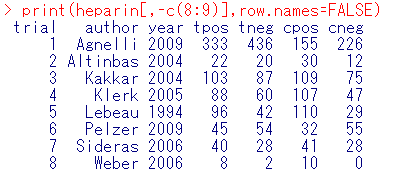 > print(heparin[,-c(8:9)],row.names=FALSE)
trial author year tpos tneg cpos cneg
1 Agnelli 2009 333 436 155 226
2 Altinbas 2004 22 20 30 12
3 Kakkar 2004 103 87 109 75
4 Klerk 2005 88 60 107 47
5 Lebeau 1994 96 42 110 29
6 Pelzer 2009 45 54 32 55
7 Sideras 2006 40 28 41 28
8 Weber 2006 8 2 10 0